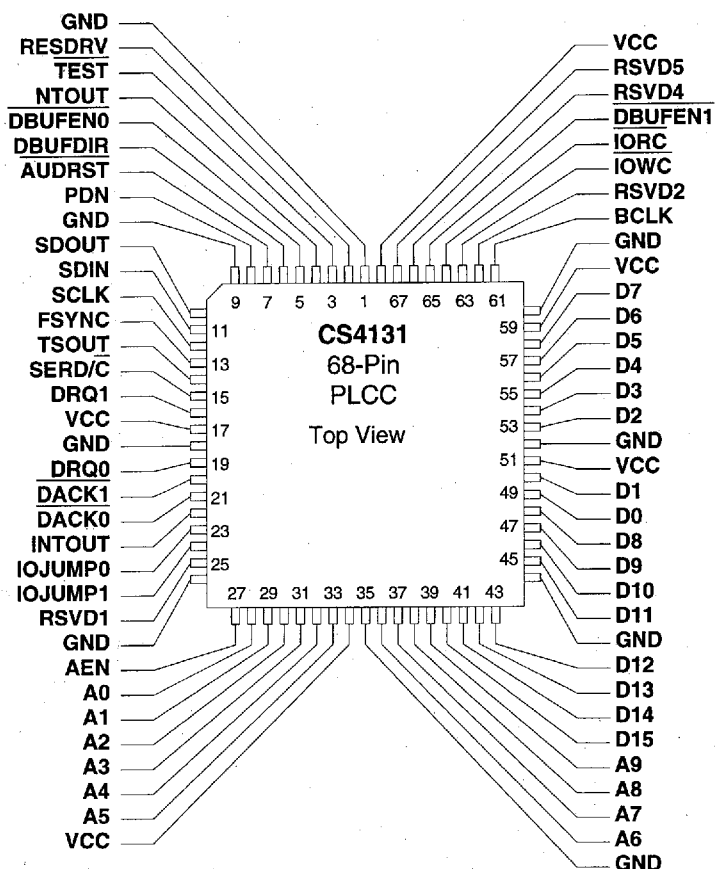 GND
RESDRV
TEST
NTOUT
DBUFEN0
DBUFDIR
AUDRST
PDN
GND
SDOUT
SDIN
SCLK
FSYNC
TSOUT
SERD/C
DRQ1
VCC
GND
DRQ0
DACK1
DACK0
INTOUT
IOJUMP0
IOJUMP1
RSVD1
GND
AEN
A0
A1
A2
A3
A4
A5
VCC
9 7 5 3 1 67 65 63 61
11
13
15
17
19
21
23
25
CS4131
68-Pin
PLCC
Top View
59
57
55
53
51
49
47
45
27 29 31 33 35 37 39 41 43
VCC
RSVD5
RSVD4
DBUFEN1
IORC
IOWC
RSVD2
BCLK
GND
VCC
D7
D6
D5
D4
D3
D2
GND
VCC
D1
D0
D8
D9
D10
D11
GND
D12
D13
D14
D15
A9
A8
A7
A6
GND